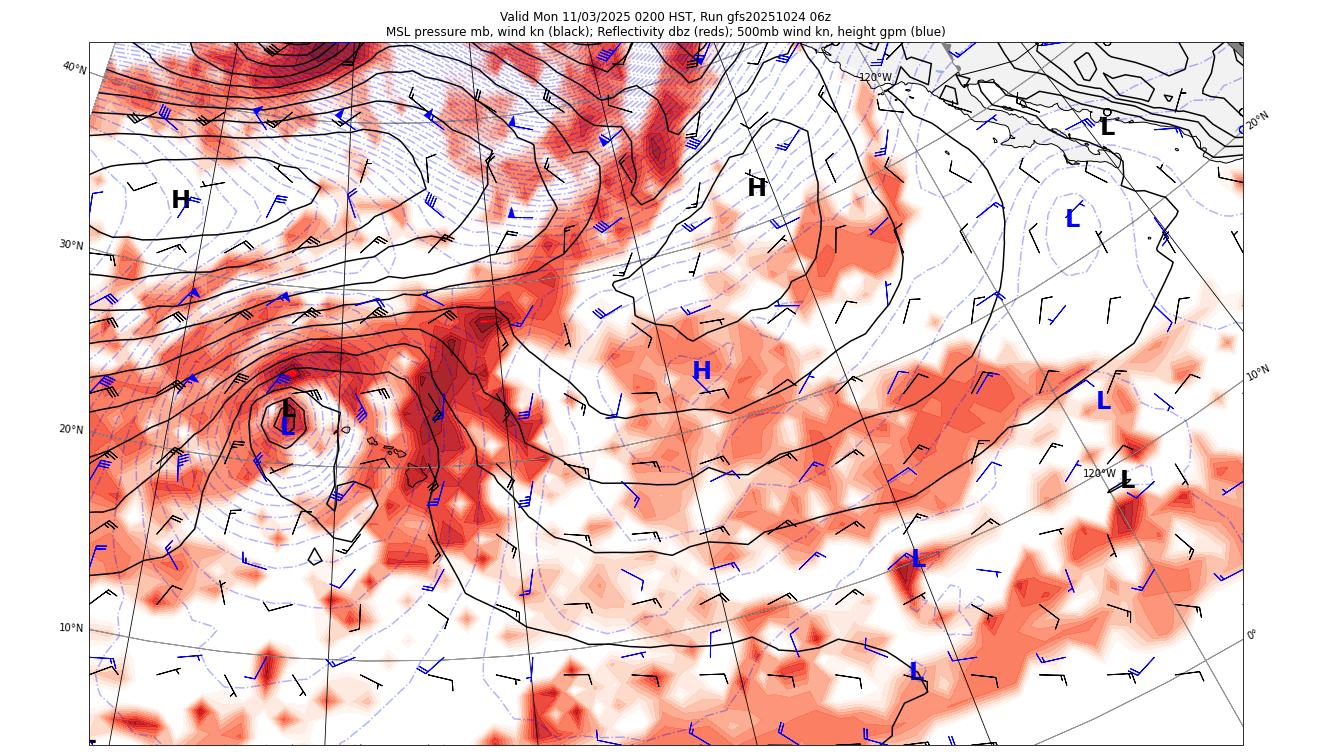 Valid Mon 11/03/2025 0200 HST, Run gfs20251024 06z
MSL pressure mb, wind kn (black); Reflectivity dbz (reds); 500mb wind kn, height gpm (blue)
40°N
120°W
20°N
L
H
H
L
30°N
H
10°N
L
L
L
20°N
120°W
L
L
10°N
0°
L